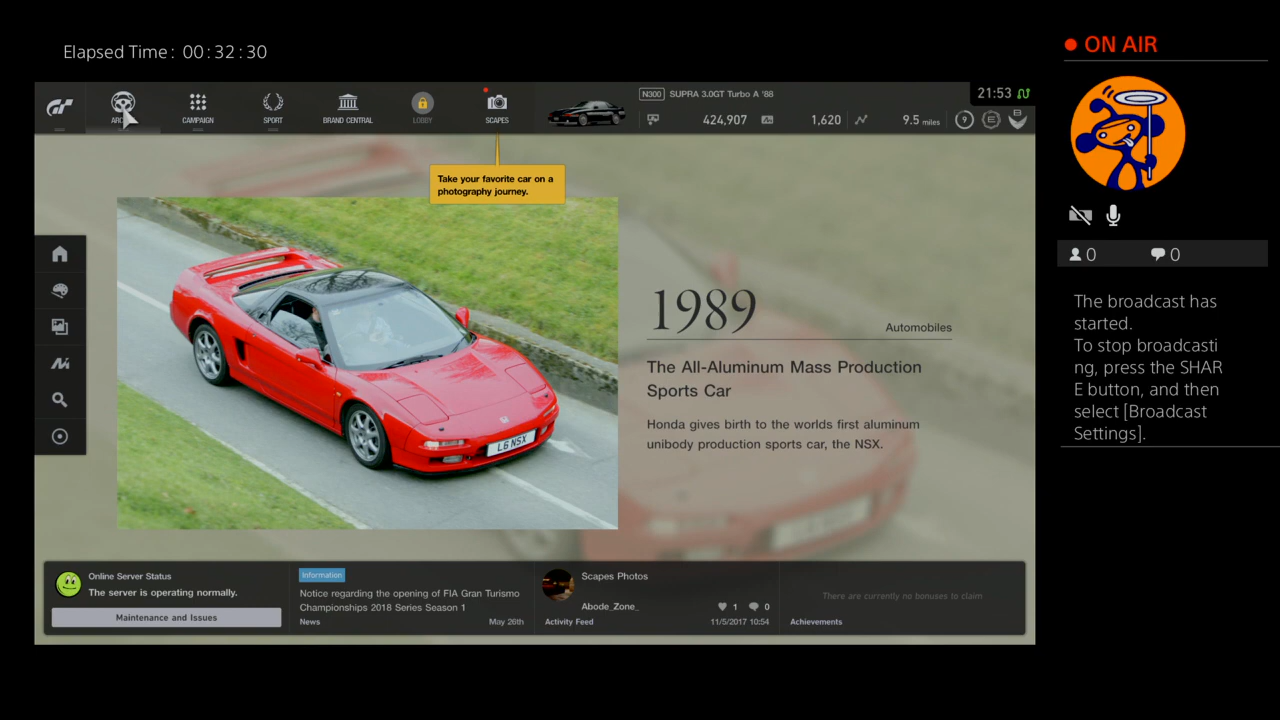 Elapsed Time: 00:32:30
ON AIR
21:53
N300 SUPRA 3.0GT Turbo A '88
CAMPAIGN
SPORT
BRAND CENTRAL
LOBBY
SCAPES
424,907
1,620
9.5 miles
9
E
Take your favorite car on a
photography journey.
0
0
The broadcast has
started.
To stop broadcasti
ng, press the SHAR
E button, and then
select [Broadcast
Settings].
L6 NSX
1989
Automobiles
The All-Aluminum Mass Production
Sports Car
Honda gives birth to the worlds first aluminum
unibody production sports car, the NSX.
Online Server Status
The server is operating normally.
Maintenance and Issues
Information
Notice regarding the opening of FIA Gran Turismo
Championships 2018 Series Season 1
News
May 26th
Scapes Photos
Abode_Zone_
1
0
Activity Feed
11/5/2017 10:54
There are currently no bonuses to claim
Achievements